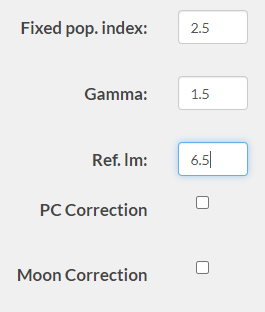 Fixed pop. index: 2.5
Gamma: 1.5
Ref. lm: 6.5
PC Correction
Moon Correction